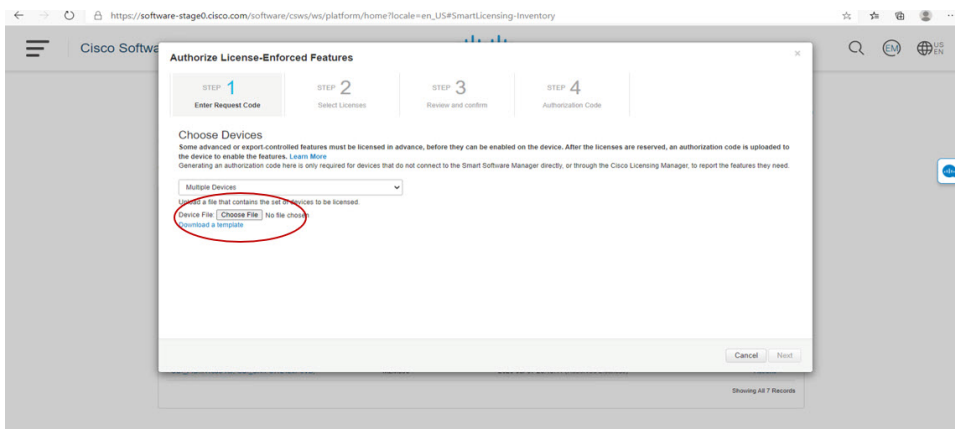 https://software-stage0.cisco.com/software/csws/ws/platform/home?locale=en_US#SmartLicensing-Inventory
Cisco Softwa
EM
US
EN
Authorize License-Enforced Features
×
STEP 1
Enter Request Code
STEP 2
Select Licenses
STEP 3
Review and confirm
STEP 4
Authorization Code
Choose Devices
Some advanced or export-controlled features must be licensed in advance, before they can be enabled on the device. After the licenses are reserved, an authorization code is uploaded to
the device to enable the features. Learn More
Generating an authorization code here is only required for devices that do not connect to the Smart Software Manager directly, or through the Cisco Licensing Manager, to report the features they need.
Multiple Devices
Upload a file that contains the set of devices to be licensed.
Device File: Choose File No file chosen
Download a template
Cancel Next
Showing All 7 Records